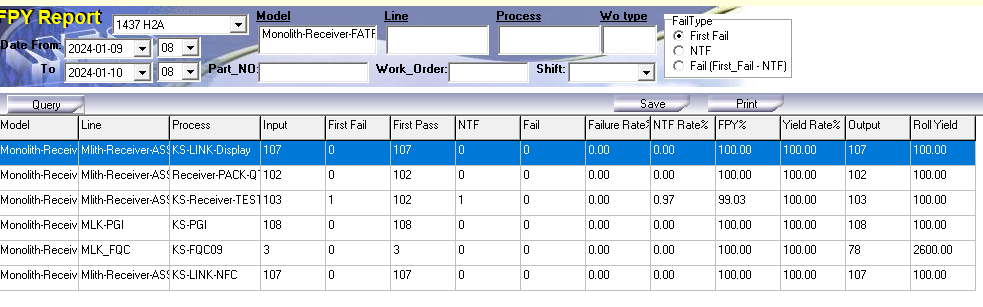 FPY Report
1437 H2A
Model
Line
Process
Wo type
Monolith-Receiver-FATF
Date From:
2024-01-09
08
To
2024-01-10
08
Part_NO:
Work_Order:
Shift:
FailType
First Fail
NTF
Fail (First_Fail - NTF)
Query
Save
Print
Model Line Process Input First Fail First Pass NTF Fail Failure Rate% NTF Rate% FPY% Yield Rate% Output Roll Yield
Monolith-Receiv Mlith-Receiver-ASS KS-LINK-Display 107 0 107 0 0 0.00 0.00 100.00 100.00 107 100.00
Monolith-Receiv Mlith-Receiver-ASS Receiver-PACK-QT 102 0 102 0 0 0.00 0.00 100.00 100.00 102 100.00
Monolith-Receiv Mlith-Receiver-ASS KS-Receiver-TEST 103 1 102 1 0 0.00 0.97 99.03 100.00 103 100.00
Monolith-Receiv MLK-PGI KS-PGI 108 0 108 0 0 0.00 0.00 100.00 100.00 108 100.00
Monolith-Receiv MLK_FQC KS-FQC09 3 0 3 0 0 0.00 0.00 100.00 100.00 78 2600.00
Monolith-Receiv Mlith-Receiver-ASS KS-LINK-NFC 107 0 107 0 0 0.00 0.00 100.00 100.00 107 100.00